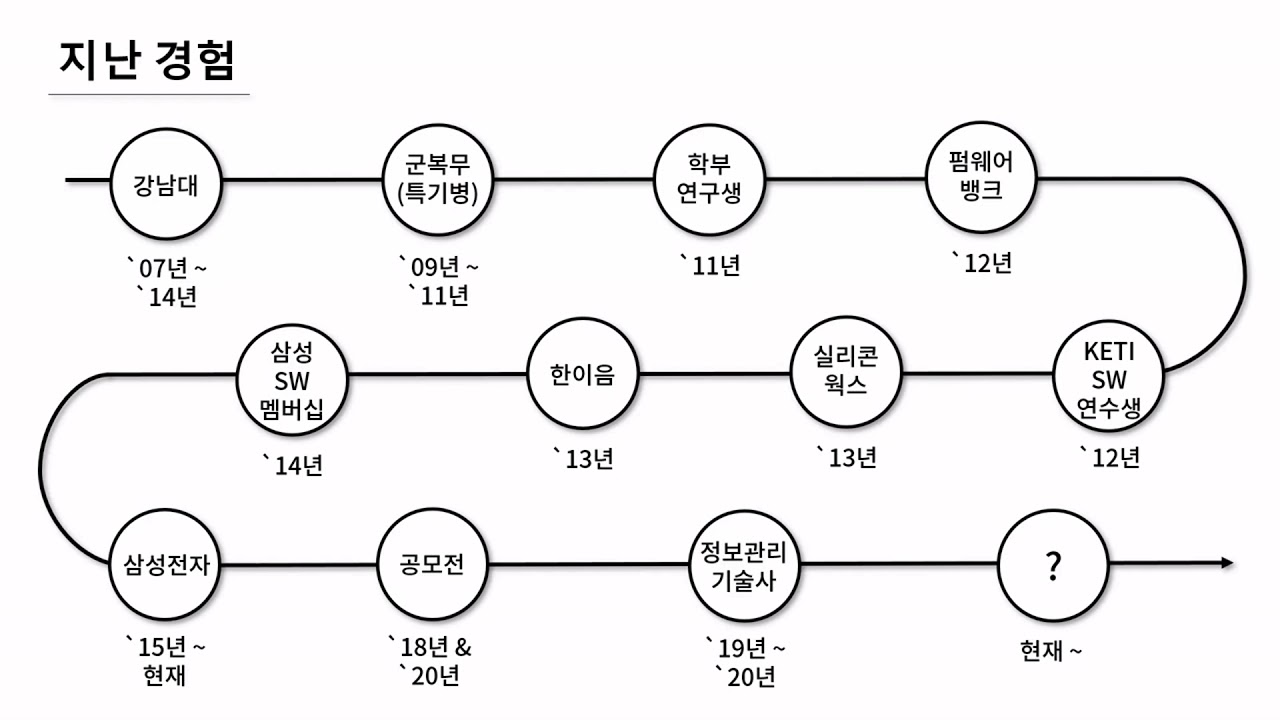 지난 경험
강남대
`07년 ~
`14년
군복무
(특기병)
`09년 ~
`11년
학부
연구생
`11년
펌웨어
뱅크
`12년
KETI
SW
연수생
`12년
실리콘
웍스
`13년
한이음
`13년
삼성
SW
멤버십
`14년
삼성전자
`15년 ~
현재
공모전
`18년 &
`20년
정보관리
기술사
`19년 ~
`20년
?
현재 ~